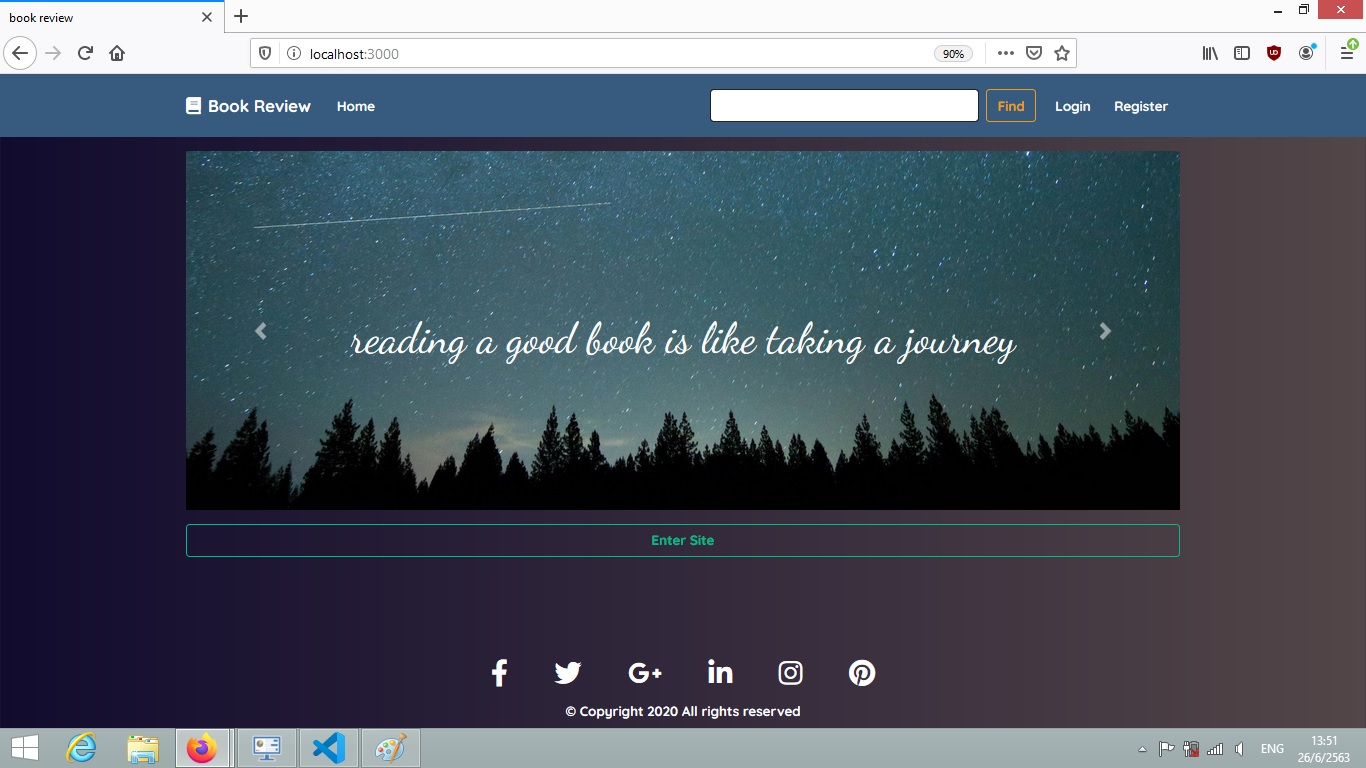 book review
localhost:3000
90%
Book Review
Home
Find
Login
Register
reading a good book is like taking a journey
Enter Site
© Copyright 2020 All rights reserved
ENG
13:51
26/6/2563